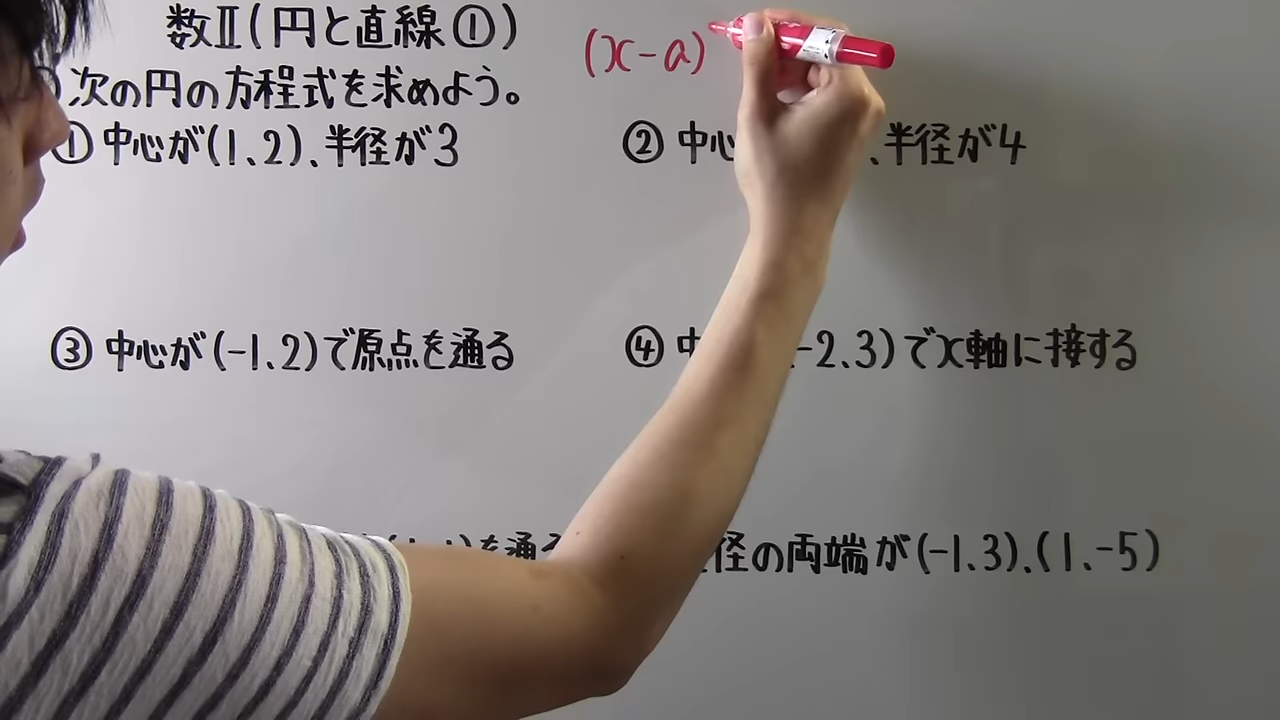 数Ⅱ(円と直線①)
(x-a)
次の円の方程式を求めよう。
①中心が(1、2)、半径が3
②中心、半径が4
③中心が(-1、2)で原点を通る
④中-2、3)でx軸に接する
を通
径の両端が(-1、3)、(1、-5)